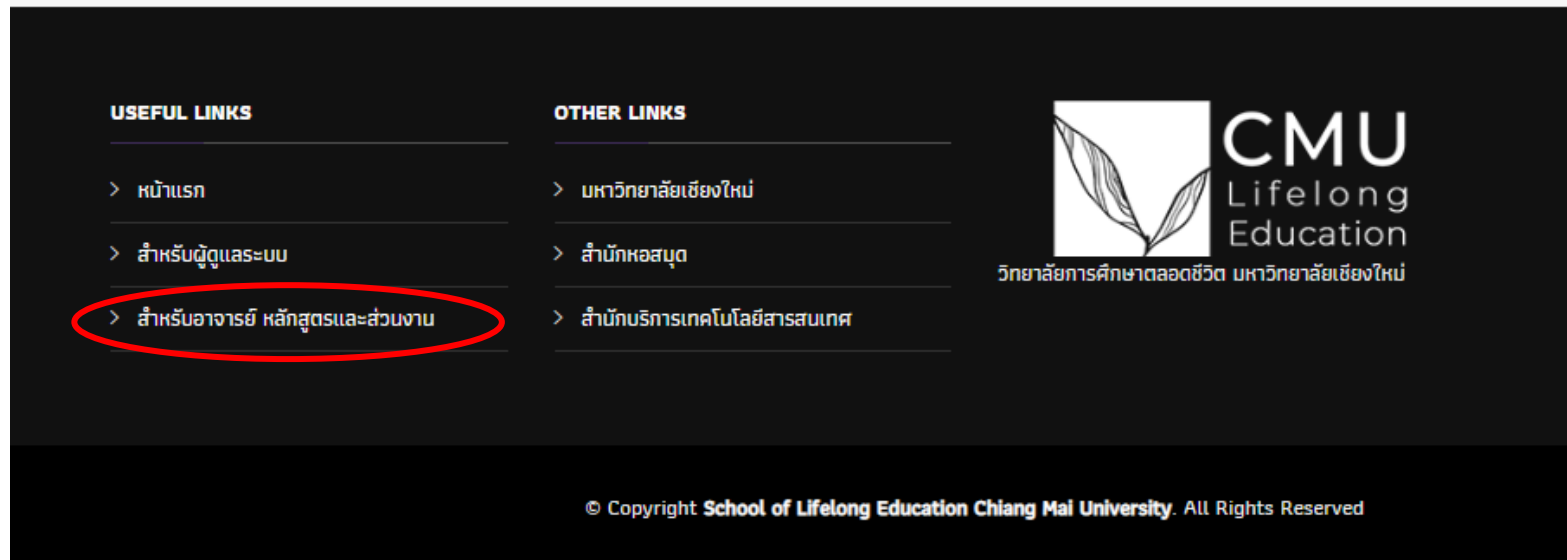 USEFUL LINKS
หน้าแรก
สำหรับผู้ดูแลระบบ
สำหรับอาจารย์ หลักสูตรและส่วนงาน
OTHER LINKS
มหาวิทยาลัยเชียงใหม่
สำนักหอสมุด
สำนักบริการเทคโนโลยีสารสนเทศ
CMU
Lifelong
Education
วิทยาลัยการศึกษาตลอดชีวิต มหาวิทยาลัยเชียงใหม่
© Copyright School of Lifelong Education Chiang Mai University. All Rights Reserved